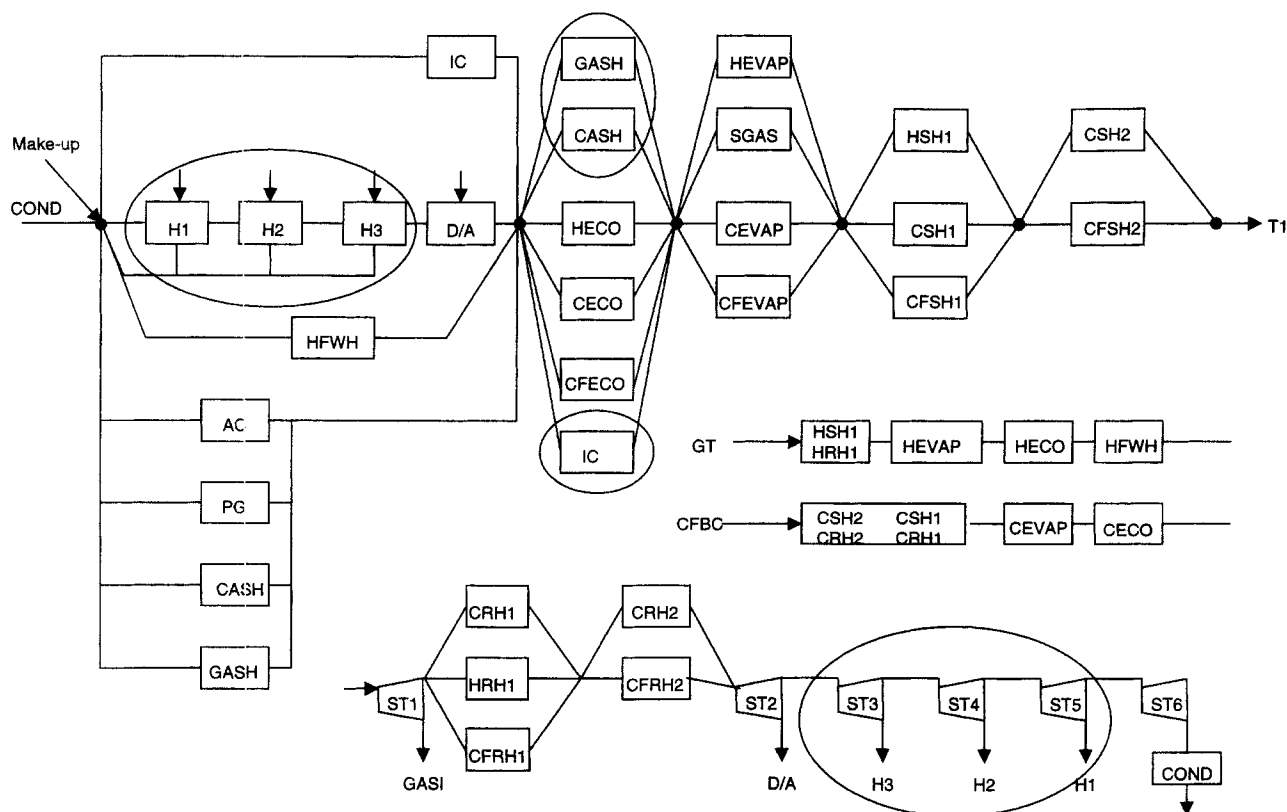 IC
GASH
HEVAP
CASH
SGAS
HSH1
CSH2
Make-up
COND
H1
H2
H3
D/A
HECO
CEVAP
CSH1
CFSH2
T1
CECO
CFEVAP
CFSH1
HFWH
CFECO
AC
IC
GT
HSH1
HRH1
HEVAP
HECO
HFWH
PG
CFBC
CSH2 CSH1
CRH2 CRH1
CEVAP
CECO
CASH
GASH
CRH1
CRH2
HRH1
CFRH2
ST1
ST2
ST3
ST4
ST5
ST6
CFRH1
GASI
D/A
H3
H2
H1
COND